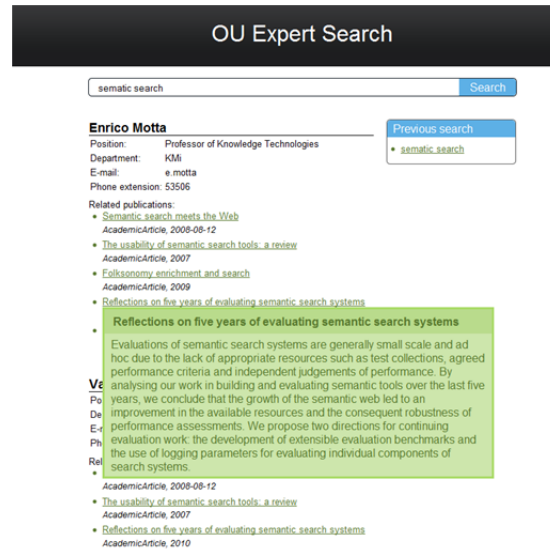 OU Expert Search
sematic search
Search
Enrico Motta
Position: Professor of Knowledge Technologies
Department: KMi
E-mail: e.motta
Phone extension: 53506
Related publications:
• Semantic search meets the Web
AcademicArticle, 2008-08-12
• The usability of semantic search tools: a review
AcademicArticle, 2007
• Folksonomy enrichment and search
AcademicArticle, 2009
• Reflections on five years of evaluating semantic search systems
Previous search
• sematic search
Reflections on five years of evaluating semantic search systems
Evaluations of semantic search systems are generally small scale and ad
hoc due to the lack of appropriate resources such as test collections, agreed
performance criteria and independent judgements of performance. By
analysing our work in building and evaluating semantic tools over the last five
years, we conclude that the growth of the semantic web led to an
improvement in the available resources and the consequent robustness of
performance assessments. We propose two directions for continuing
evaluation work: the development of extensible evaluation benchmarks and
the use of logging parameters for evaluating individual components of
search systems.
Va
Po
De
E-r
Ph
Rel
AcademicArticle, 2008-08-12
• The usability of semantic search tools: a review
AcademicArticle, 2007
• Reflections on five years of evaluating semantic search systems
AcademicArticle, 2010